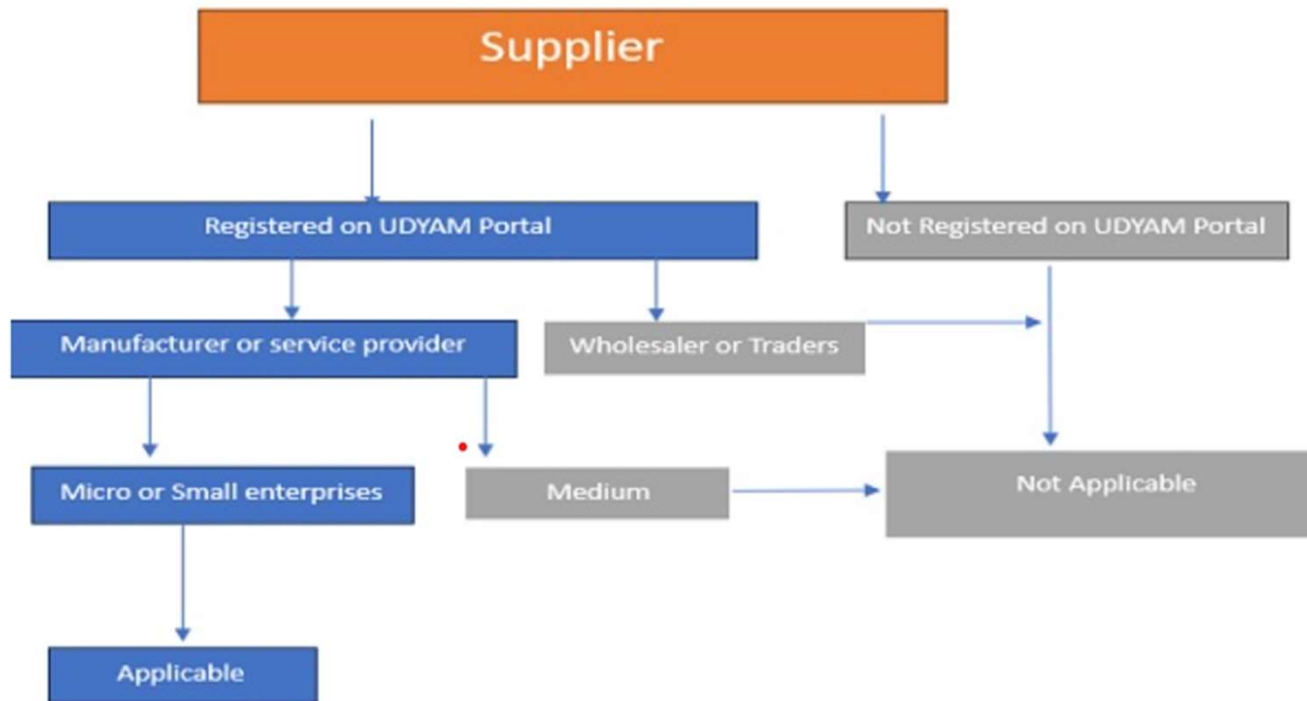 Supplier
Registered on UDYAM Portal
Not Registered on UDYAM Portal
Manufacturer or service provider
Wholesaler or Traders
Micro or Small enterprises
Medium
Not Applicable
Applicable